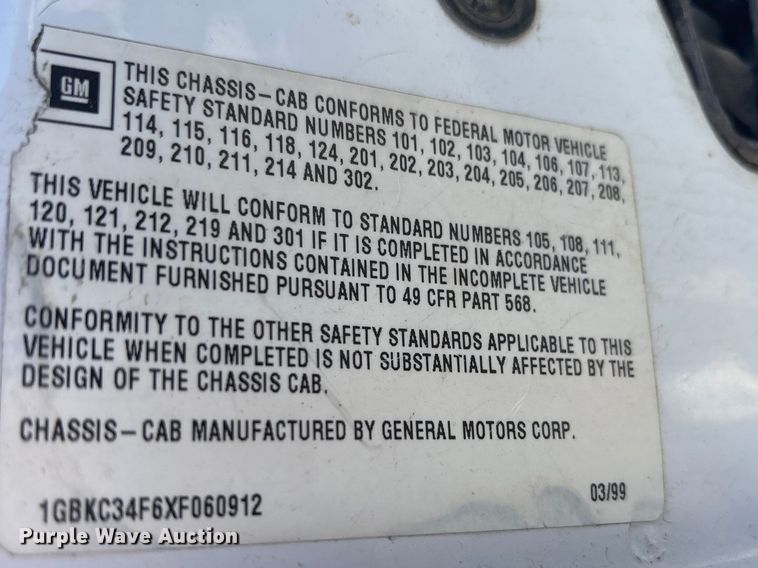 GM
THIS CHASSIS-CAB CONFORMS TO FEDERAL MOTOR VEHICLE
SAFETY STANDARD NUMBERS 101, 102, 103, 104, 106, 107, 113,
114, 115, 116, 118, 124, 201, 202, 203, 204, 205, 206, 207, 208,
209, 210, 211, 214 AND 302.
THIS VEHICLE WILL CONFORM TO STANDARD NUMBERS 105, 108, 111,
120, 121, 212, 219 AND 301 IF IT IS COMPLETED IN ACCORDANCE
WITH THE INSTRUCTIONS CONTAINED IN THE INCOMPLETE VEHICLE
DOCUMENT FURNISHED PURSUANT TO 49 CFR PART 568.
CONFORMITY TO THE OTHER SAFETY STANDARDS APPLICABLE TO THIS
VEHICLE WHEN COMPLETED IS NOT SUBSTANTIALLY AFFECTED BY THE
DESIGN OF THE CHASSIS CAB.
CHASSIS-CAB MANUFACTURED BY GENERAL MOTORS CORP.
1GBKC34F6XF060912 03/99
Purple Wave Auction